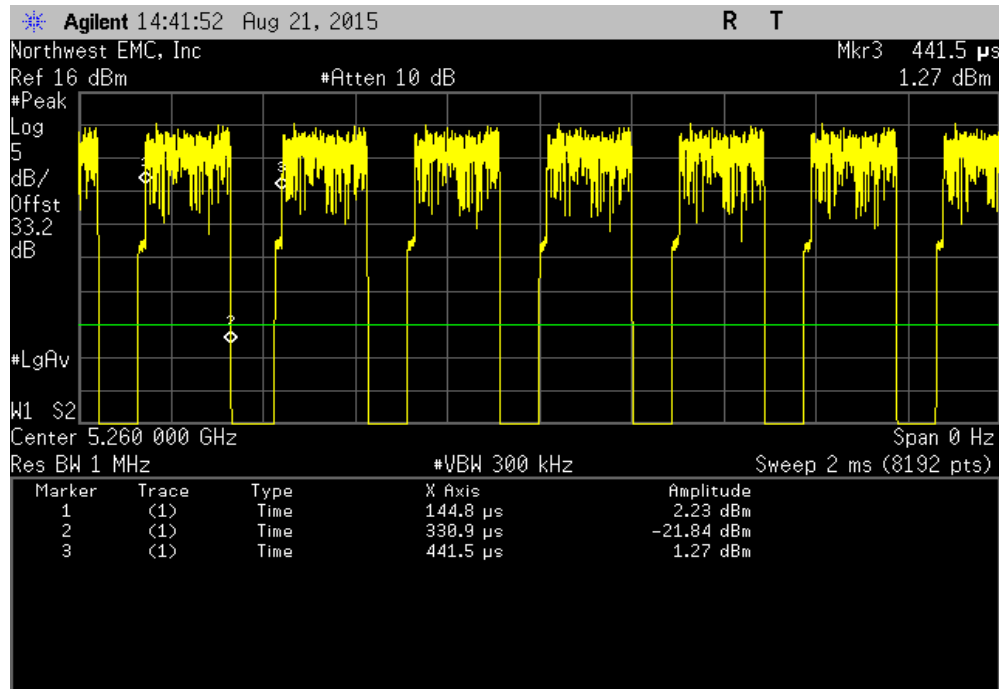 Agilent 14:41:52 Aug 21, 2015 R T
Northwest EMC, Inc Mkr3 441.5 µs
Ref 16 dBm #Atten 10 dB 1.27 dBm
#Peak
Log
5
dB/
Offst
33.2
dB
1
3
2
#LgAv
W1 S2
Center 5.260 000 GHz Span 0 Hz
Res BW 1 MHz #VBW 300 kHz Sweep 2 ms (8192 pts)
Marker Trace Type X Axis Amplitude
1 (1) Time 144.8 µs 2.23 dBm
2 (1) Time 330.9 µs -21.84 dBm
3 (1) Time 441.5 µs 1.27 dBm